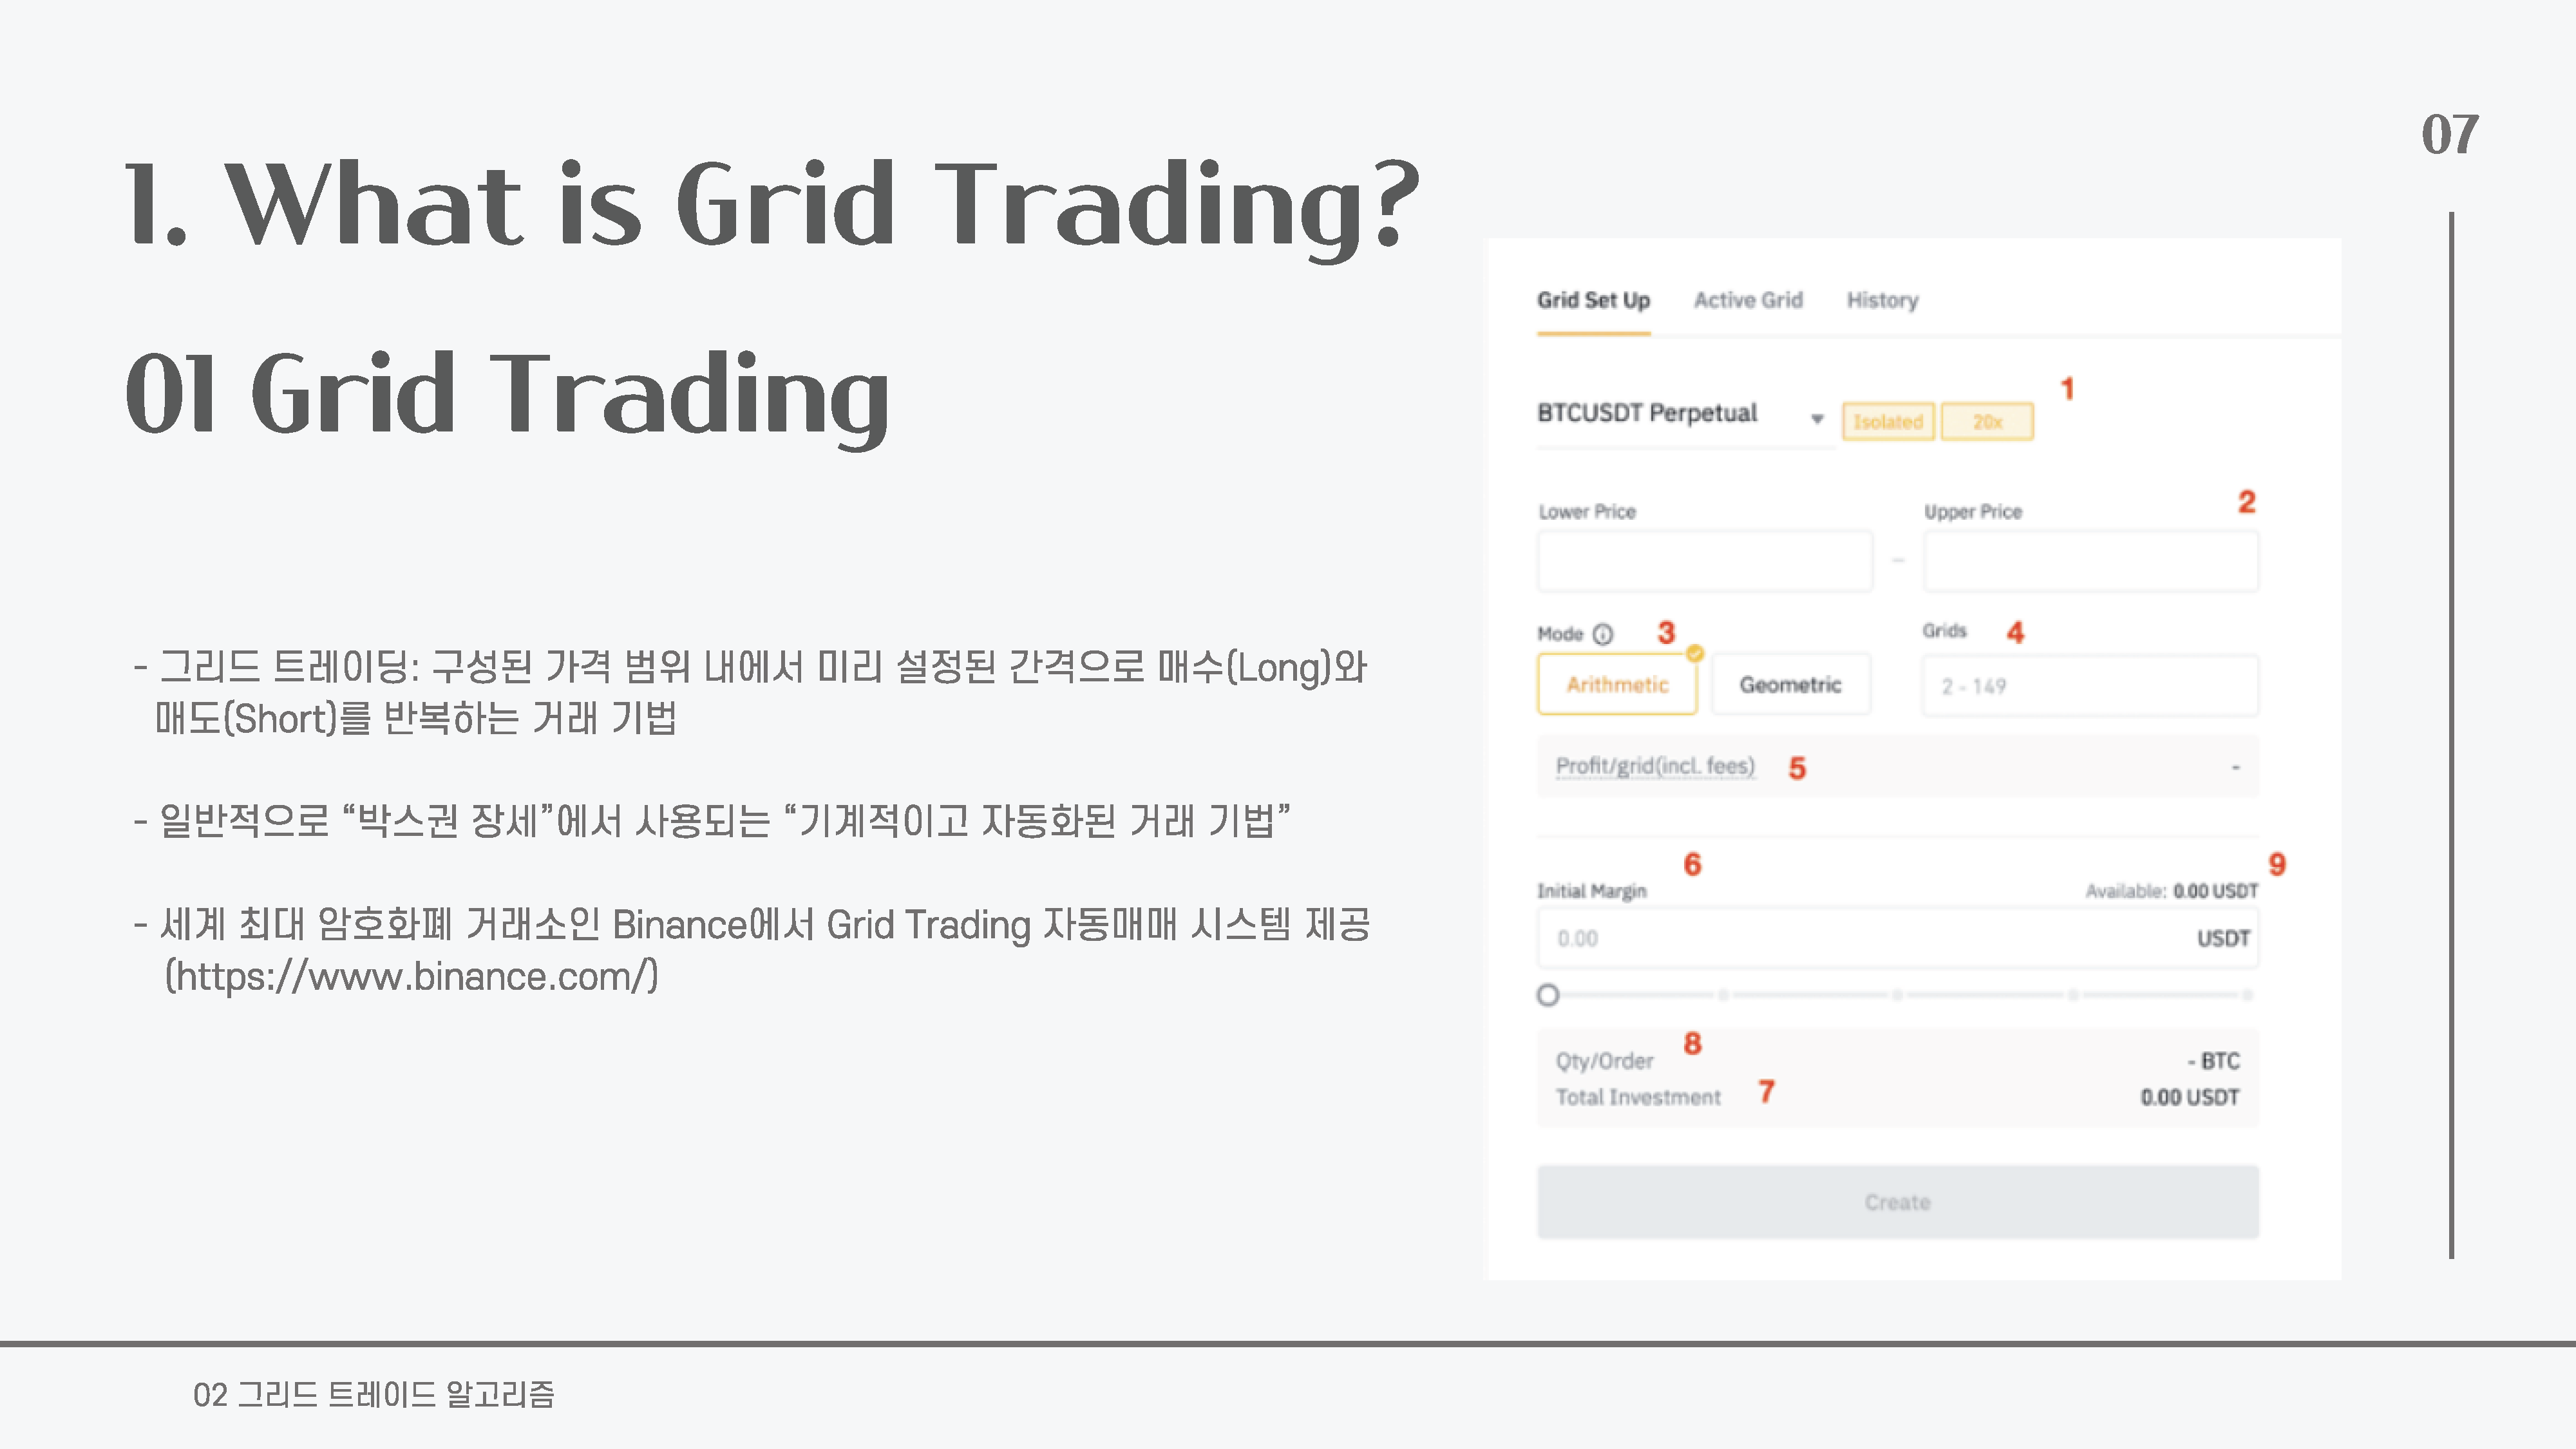 07
1. What is Grid Trading?
01 Grid Trading
- 그리드 트레이딩: 구성된 가격 범위 내에서 미리 설정된 간격으로 매수(Long)와
매도(Short)를 반복하는 거래 기법
- 일반적으로 “박스권 장세”에서 사용되는 “기계적이고 자동화된 거래 기법”
- 세계 최대 암호화폐 거래소인 Binance에서 Grid Trading 자동매매 시스템 제공
(https://www.binance.com/)
Grid Set Up Active Grid History
1
BTCUSDT Perpetual Isolated 20x
Lower Price Upper Price 2
–
Mode 3 Grids 4
Arithmetic Geometric 2 - 149
Profit/grid(incl. fees) 5 -
6 9
Initial Margin Available: 0.00 USDT
0.00 USDT
8
Qty/Order - BTC
Total Investment 7 0.00 USDT
Create
02 그리드 트레이드 알고리즘